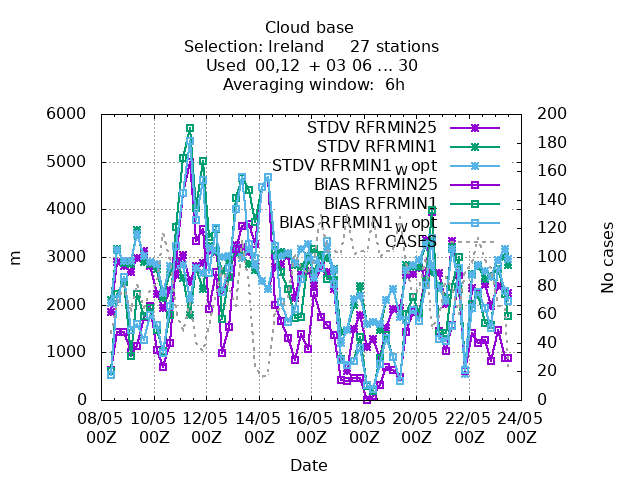 Cloud base
Selection: Ireland 27 stations
Used 00,12 + 03 06 ... 30
Averaging window: 6h
6000
5000
4000
3000
2000
1000
0
m
200
180
160
140
120
100
80
60
40
20
0
No cases
STDV RFRMIN25
STDV RFRMIN1
STDV RFRMIN1 w opt
BIAS RFRMIN25
BIAS RFRMIN1
BIAS RFRMIN1 w opt
CASES
08/05 10/05 12/05 14/05 16/05 18/05 20/05 22/05 24/05
00Z 00Z 00Z 00Z 00Z 00Z 00Z 00Z 00Z
Date